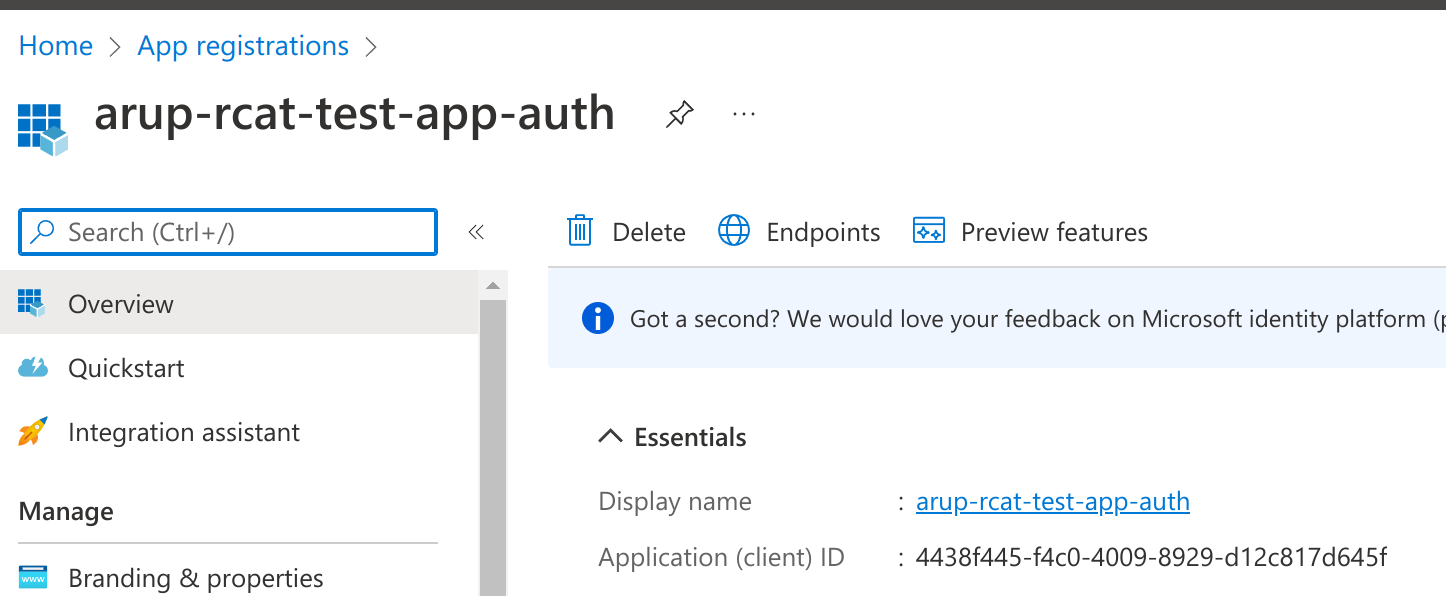 Home > App registrations >
arup-rcat-test-app-auth
...
Search (Ctrl+/)
«
Delete
Endpoints
Preview features
Overview
Quickstart
Integration assistant
Manage
www
Branding & properties
Got a second? We would love your feedback on Microsoft identity platform (
Essentials
Display name : arup-rcat-test-app-auth
Application (client) ID : 4438f445-f4c0-4009-8929-d12c817d645f